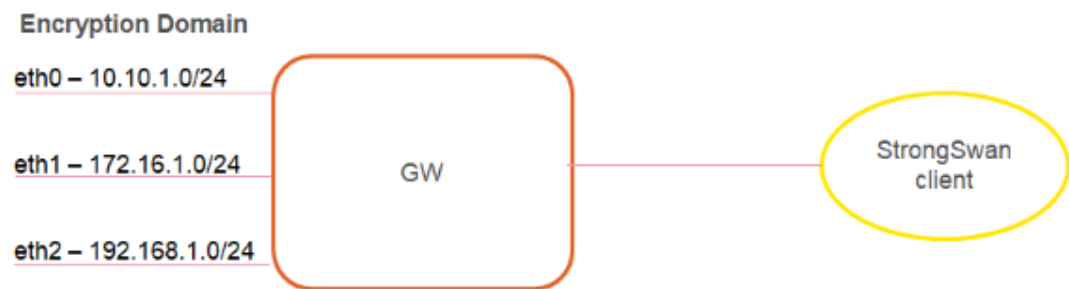 Encryption Domain
eth0 – 10.10.1.0/24
eth1 – 172.16.1.0/24
eth2 – 192.168.1.0/24
GW
StrongSwan
client